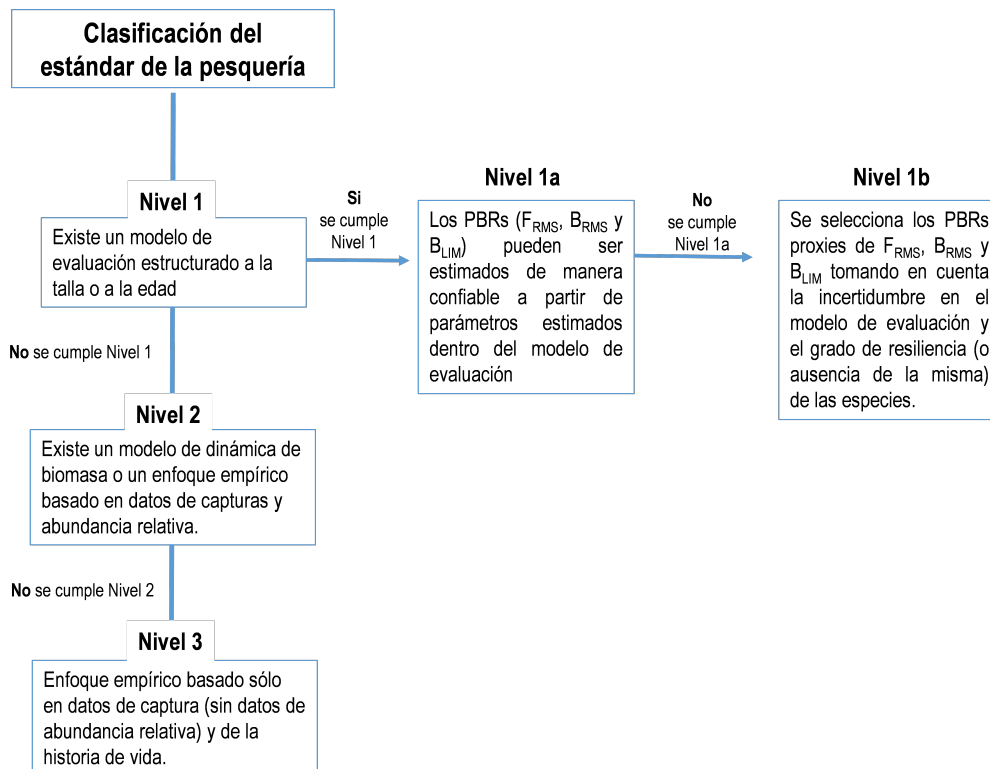 Clasificación del
estándar de la pesquería
Nivel 1
Existe un modelo de
evaluación estructurado a la
talla o a la edad
Si
se cumple
Nivel 1
Nivel 1a
Los PBRs (FRMS, BRMS y
BLIM) pueden ser
estimados de manera
confiable a partir de
parámetros estimados
dentro del modelo de
evaluación
No
se cumple
Nivel 1a
Nivel 1b
Se selecciona los PBRs
proxies de FRMS, BRMS y
BLIM tomando en cuenta
la incertidumbre en el
modelo de evaluación y
el grado de resiliencia (o
ausencia de la misma)
de las especies.
No se cumple Nivel 1
Nivel 2
Existe un modelo de dinámica de
biomasa o un enfoque empírico
basado en datos de capturas y
abundancia relativa.
No se cumple Nivel 2
Nivel 3
Enfoque empírico basado sólo
en datos de captura (sin datos de
abundancia relativa) y de la
historia de vida.